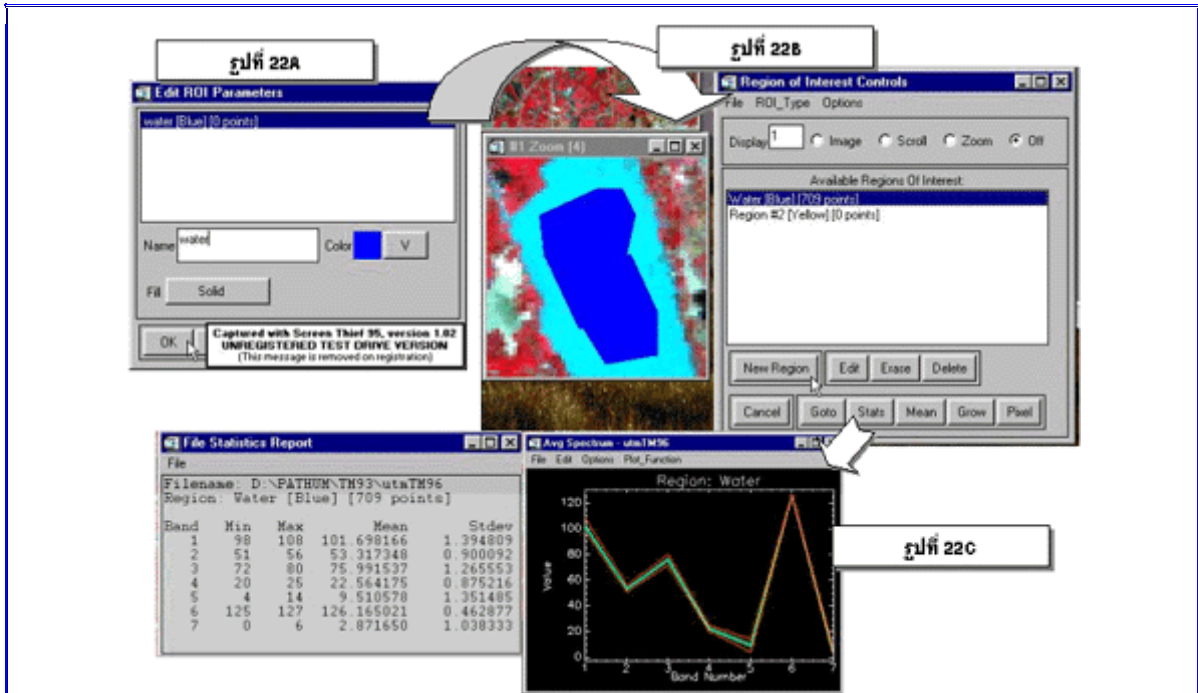 รูปที่ 22A
รูปที่ 22B
Edit ROI Parameters
water [Blue] [0 points]
Name water Color V
Fill Solid
OK
Captured with Screen Thief 95, version 1.02
UNREGISTERED TEST DRIVE VERSION
(This message is removed on registration)
#1 Zoom [4]
Region of Interest Controls
File ROI_Type Options
Display 1 Image Scroll Zoom Off
Available Regions Of Interest:
Water [Blue] [709 points]
Region #2 [Yellow] [0 points]
New Region Edit Erase Delete
Cancel Goto Stats Mean Grow Pixel
File Statistics Report
File
Filename: D:\PATHUM\TM93\utmTM96
Region: Water [Blue] [709 points]
Band Min Max Mean Stdev
1 98 108 101.698166 1.394809
2 51 56 53.317348 0.900092
3 72 80 75.991537 1.265553
4 20 25 22.564175 0.875216
5 4 14 9.510578 1.351485
6 125 127 126.165021 0.462877
7 0 6 2.871650 1.038333
Avg Spectrum - utmTM96
File Edit Options Plot_Function
Region: Water
Value
120
100
80
60
40
20
0
1 2 3 4 5 6 7
Band Number
รูปที่ 22C